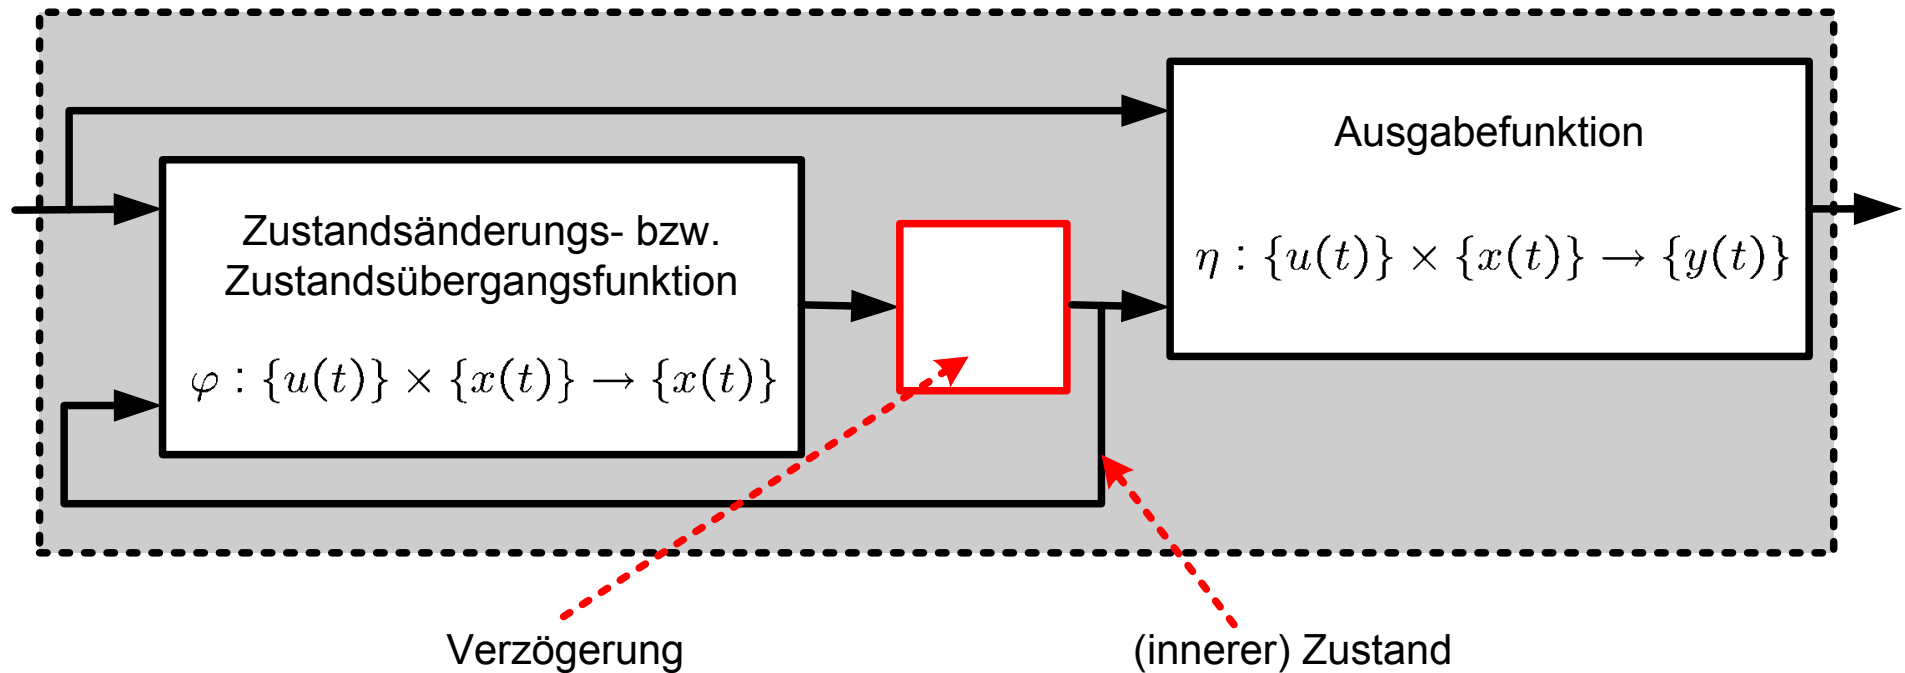 Ausgabefunktion
η : {u(t)} × {x(t)} → {y(t)}
Zustandsänderungs- bzw.
Zustandsübergangsfunktion
φ : {u(t)} × {x(t)} → {x(t)}
Verzögerung
(innerer) Zustand